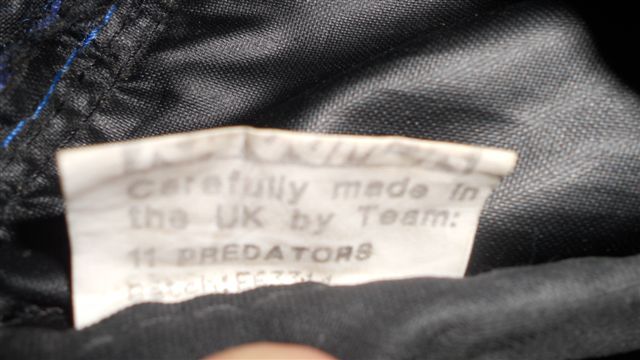 Carefully made in
the UK by Team:
11 PREDATORS